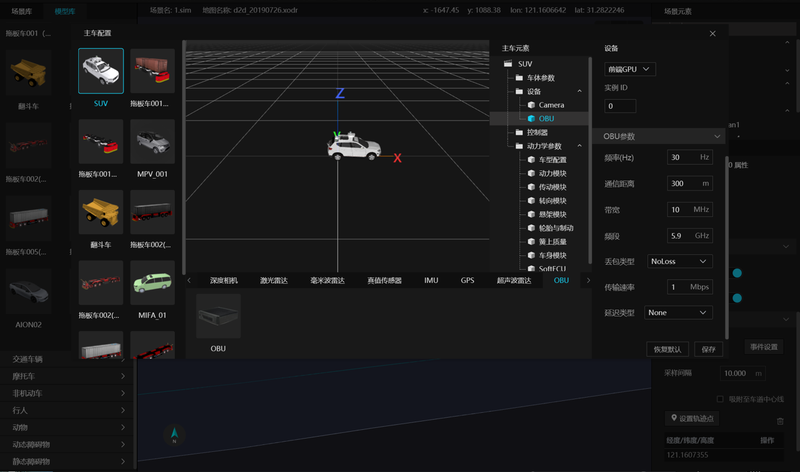 场景库 模型库 场景名: 1.sim 地图名称: d2d_20190726.xodr x: -1647.45 y: 1088.38 lon: 121.1606642 lat: 31.2822246 场景元素
拖板车001（
翻斗车
拖板车002(...
拖板车005(...
AION02
交通车辆
摩托车
非机动车
行人
动物
动态障碍物
静态障碍物
主车配置
SUV 拖板车001...
拖板车001... MPV_001
翻斗车 拖板车002(...
拖板车002(... MIFA_01
Z
Y
X
主车元素
SUV
车体参数
设备
Camera
OBU
控制器
动力学参数
车型配置
动力模块
传动模块
转向模块
悬架模块
轮胎与制动
簧上质量
车身模块
SoftECU
深度相机 激光雷达 毫米波雷达 真值传感器 IMU GPS 超声波雷达 OBU
OBU
设备
前端GPU
实例 ID
0
OBU参数
频率(Hz) 30 Hz
通信距离 300 m
带宽 10 MHz
频段 5.9 GHz
丢包类型 NoLoss
传输速率 1 Mbps
延迟类型 None
恢复默认 保存
an1
0 属性
事件设置
采样间隔 10.000 m
吸附至车道中心线
设置轨迹点
经度/纬度/高度 操作
121.1607355
N